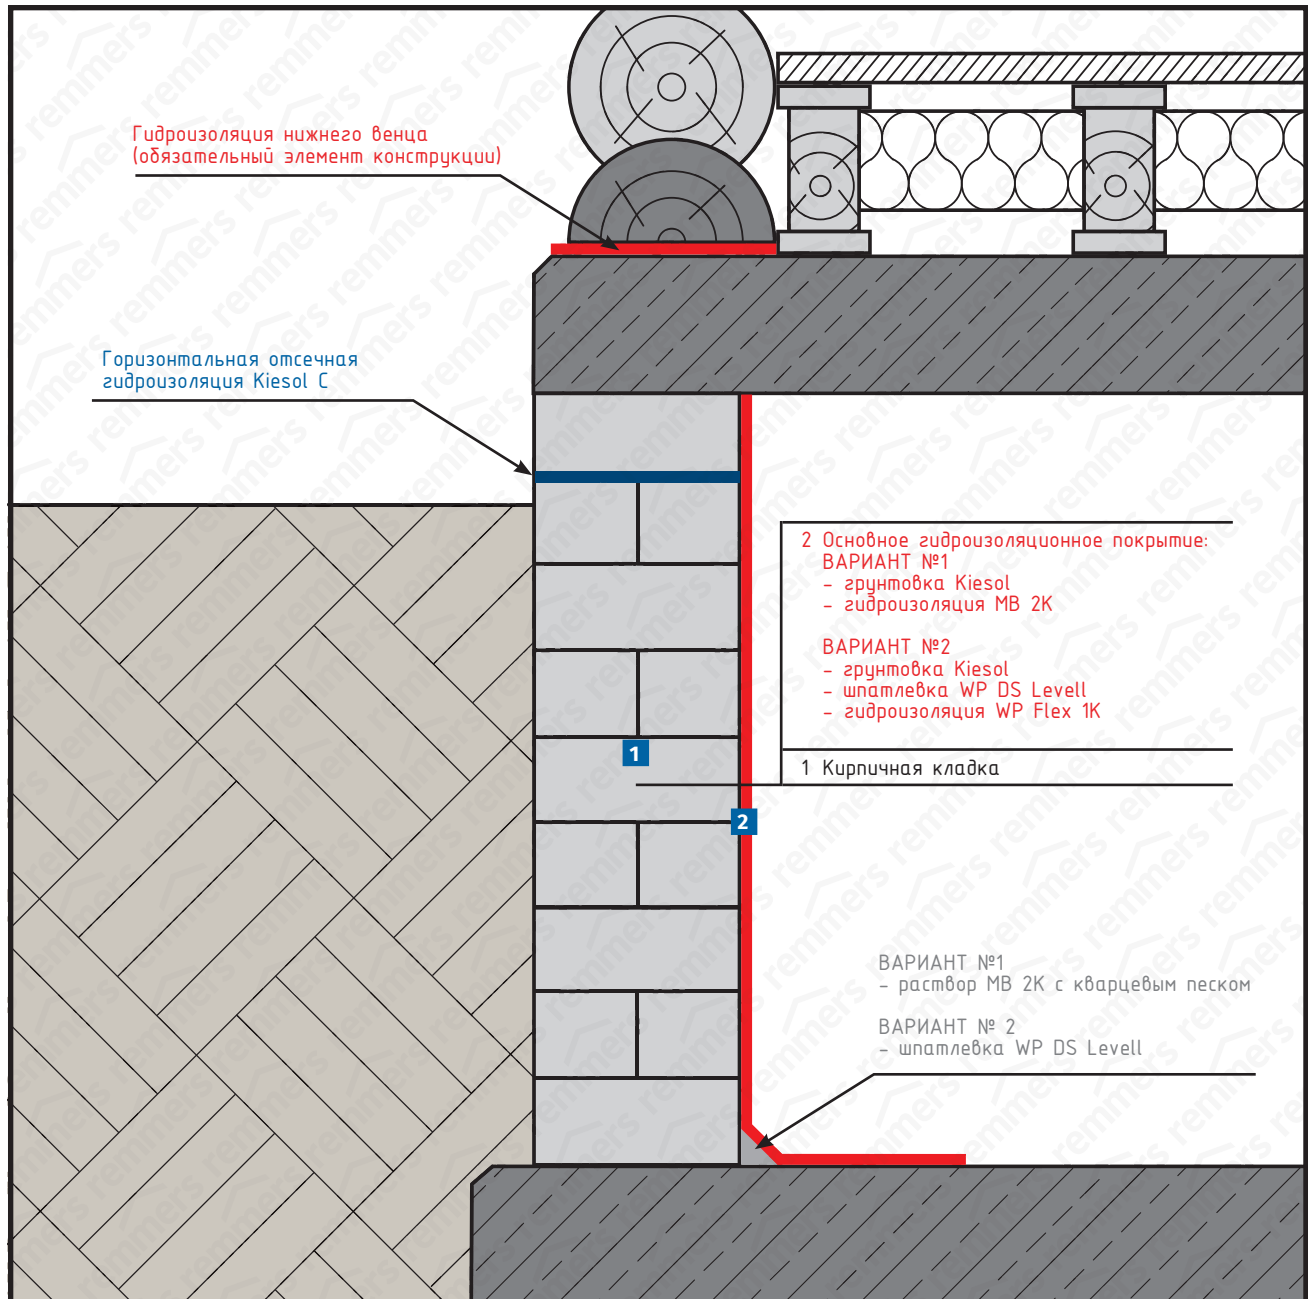 Гидроизоляция нижнего венца
(обязательный элемент конструкции)
Горизонтальная отсечная
гидроизоляция Kiesol C
2 Основное гидроизоляционное покрытие:
ВАРИАНТ №1
- грунтовка Kiesol
- гидроизоляция MB 2K
ВАРИАНТ №2
- грунтовка Kiesol
- шпатлевка WP DS Levell
- гидроизоляция WP Flex 1K
1 Кирпичная кладка
1
2
ВАРИАНТ №1
- раствор MB 2K с кварцевым песком
ВАРИАНТ № 2
- шпатлевка WP DS Levell
remmers